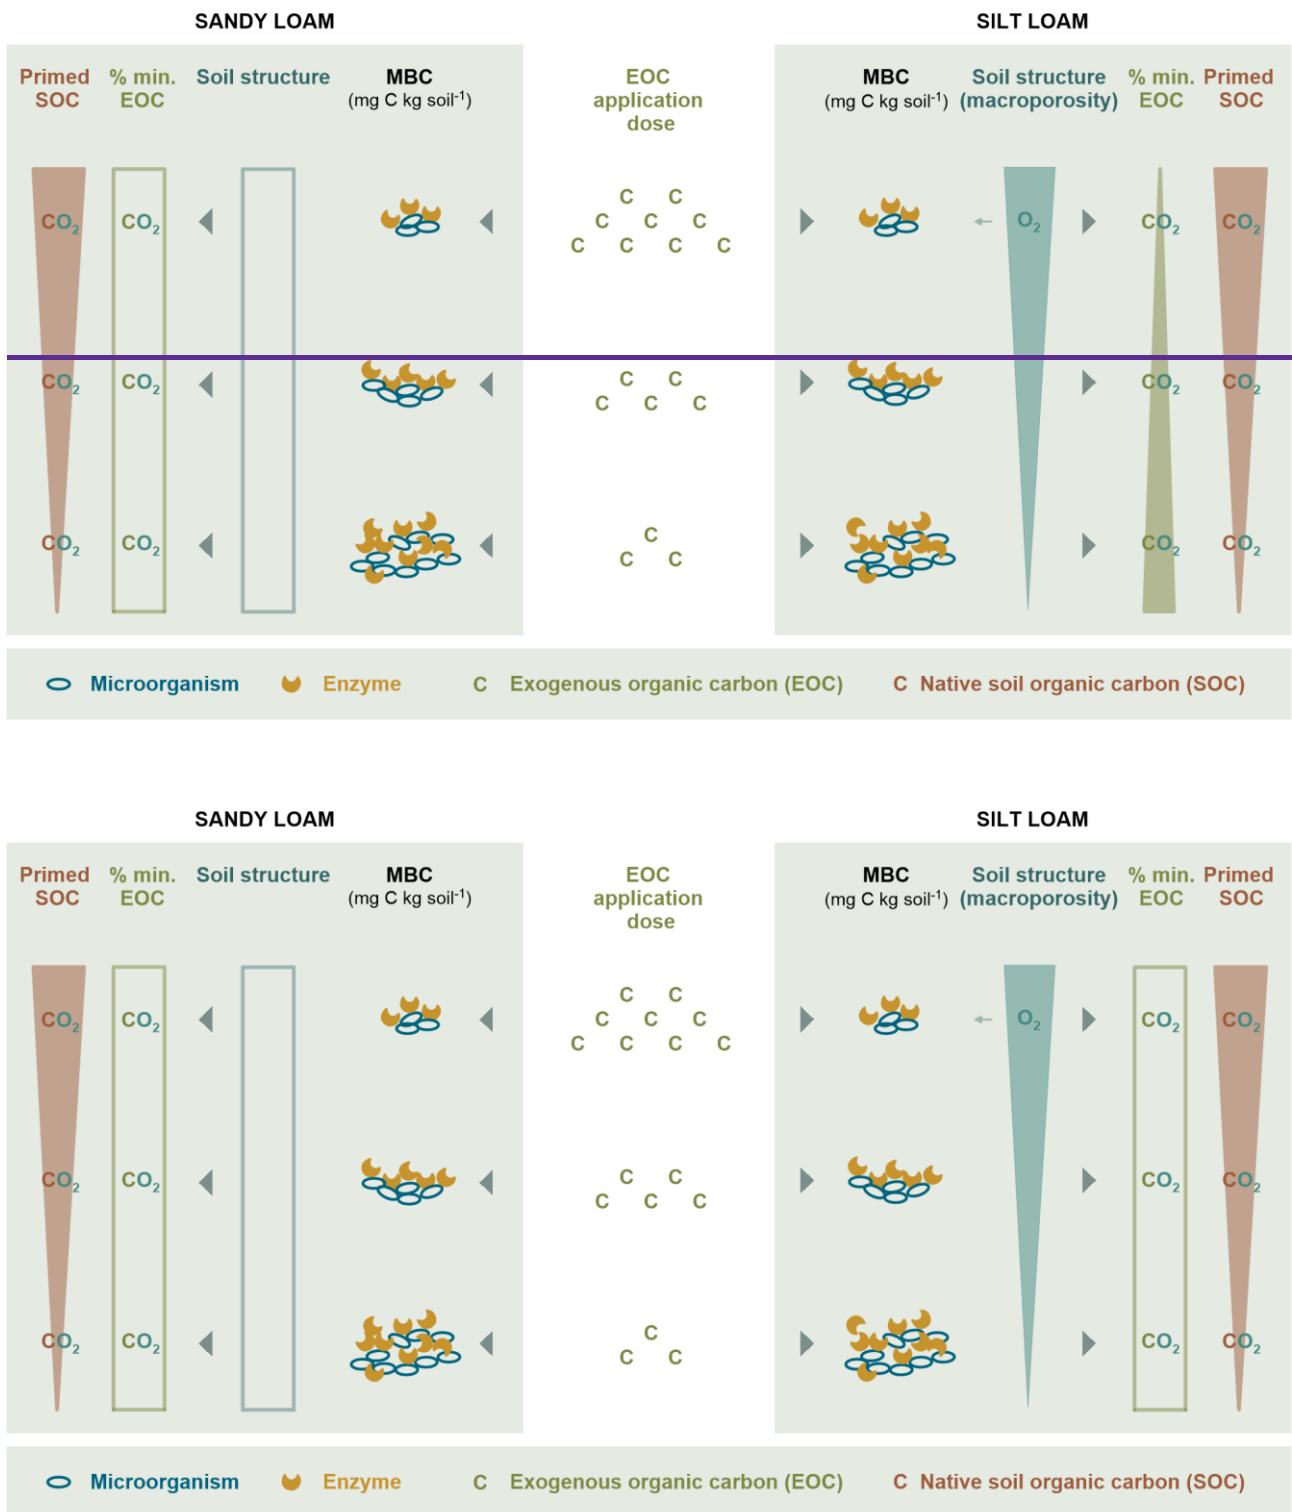 SANDY LOAM
SILT LOAM
Primed SOC
% min. EOC
Soil structure
MBC (mg C kg soil⁻¹)
EOC application dose
MBC (mg C kg soil⁻¹)
Soil structure (macroporosity)
% min. EOC
Primed SOC
C C
CO₂ CO₂ C C C O₂ CO₂ CO₂
C C C C
CO₂ CO₂ C C CO₂ CO₂
C C C
CO₂ CO₂ C CO₂ CO₂
C C
Microorganism Enzyme C Exogenous organic carbon (EOC) C Native soil organic carbon (SOC)
SANDY LOAM
SILT LOAM
Primed SOC
% min. EOC
Soil structure
MBC (mg C kg soil⁻¹)
EOC application dose
MBC (mg C kg soil⁻¹)
Soil structure (macroporosity)
% min. EOC
Primed SOC
C C
CO₂ CO₂ C C C O₂ CO₂ CO₂
C C C C
CO₂ CO₂ C C CO₂ CO₂
C C C
CO₂ CO₂ C CO₂ CO₂
C C
Microorganism Enzyme C Exogenous organic carbon (EOC) C Native soil organic carbon (SOC)